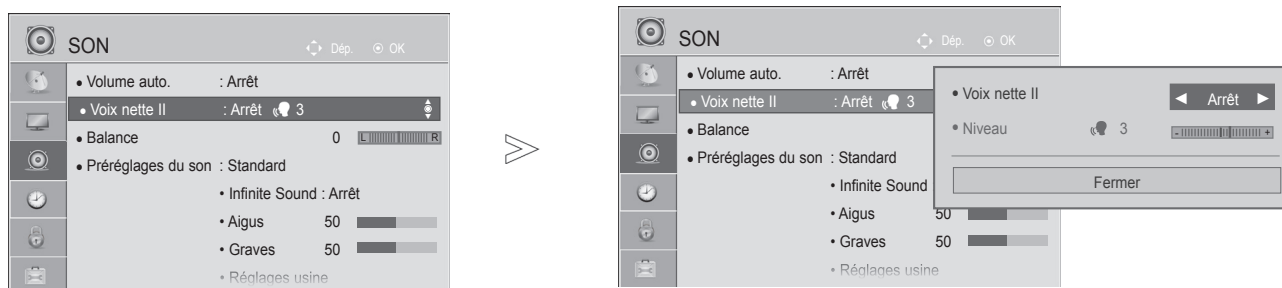 SON
Dép. OK
• Volume auto. : Arrêt
• Voix nette II : Arrêt 3
• Balance 0 L R
• Préréglages du son : Standard
• Infinite Sound : Arrêt
• Aigus 50
• Graves 50
• Réglages usine
SON
Dép. OK
• Volume auto. : Arrêt
• Voix nette II : Arrêt 3
• Balance
• Préréglages du son : Standard
• Infinite Sound
• Aigus 50
• Graves 50
• Réglages usine
• Voix nette II ◄ Arrêt ►
• Niveau 3 - +
Fermer